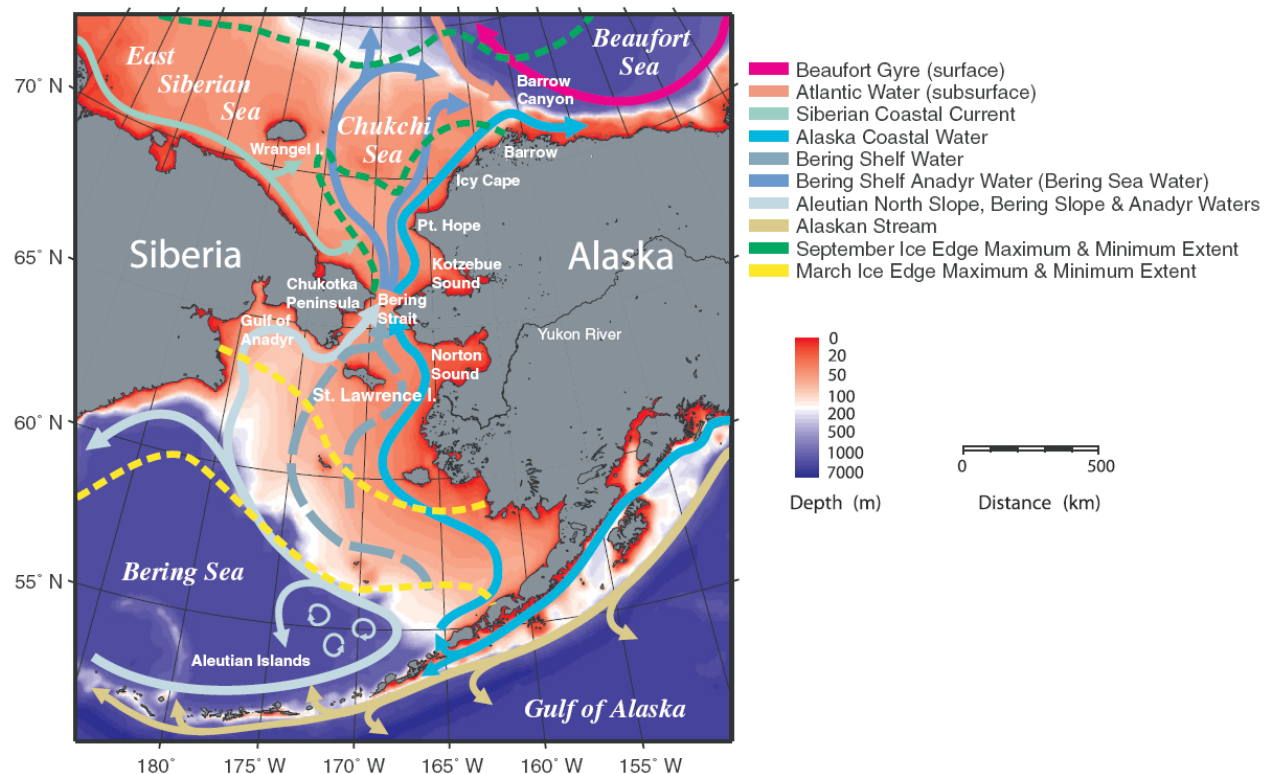 East
Siberian
Sea
Beaufort
Sea
70° N
Barrow
Canyon
Chukchi
Sea
Wrangel I.
Barrow
Icy Cape
Pt. Hope
65° N
Siberia
Alaska
Kotzebue
Sound
Chukotka
Peninsula
Bering
Strait
Gulf of
Anadyr
Yukon River
Norton
Sound
St. Lawrence I.
60° N
55° N
Bering Sea
Aleutian Islands
Gulf of Alaska
180°
175° W
170° W
165° W
160° W
155° W
Beaufort Gyre (surface)
Atlantic Water (subsurface)
Siberian Coastal Current
Alaska Coastal Water
Bering Shelf Water
Bering Shelf Anadyr Water (Bering Sea Water)
Aleutian North Slope, Bering Slope & Anadyr Waters
Alaskan Stream
September Ice Edge Maximum & Minimum Extent
March Ice Edge Maximum & Minimum Extent
0
20
50
100
200
500
1000
7000
Depth (m)
0 500
Distance (km)